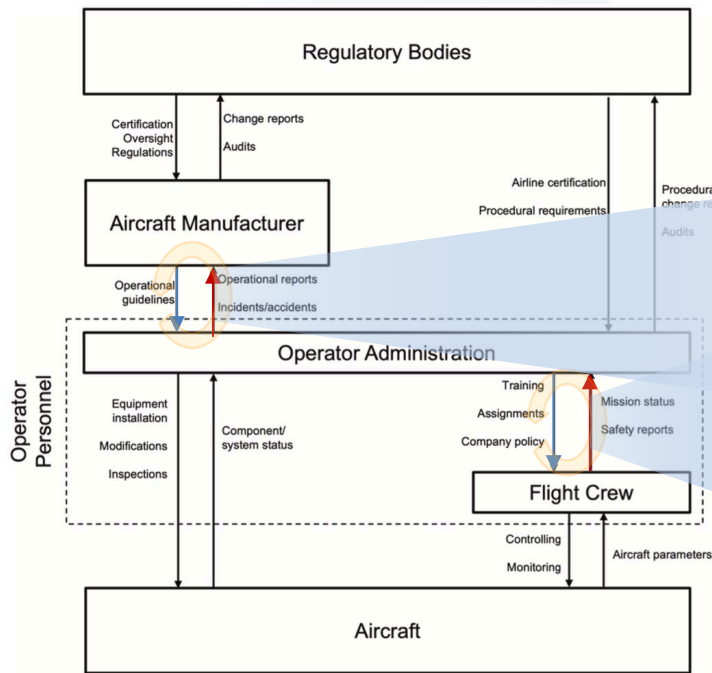 Regulatory Bodies
Certification
Oversight
Regulations
Change reports
Audits
Airline certification
Procedural requirements
Procedural
change
Audits
Aircraft Manufacturer
Operational
guidelines
Operational reports
Incidents/accidents
Operator
Personnel
Operator Administration
Equipment
installation
Modifications
Inspections
Component/
system status
Training
Assignments
Company policy
Mission status
Safety reports
Flight Crew
Controlling
Monitoring
Aircraft parameters
Aircraft